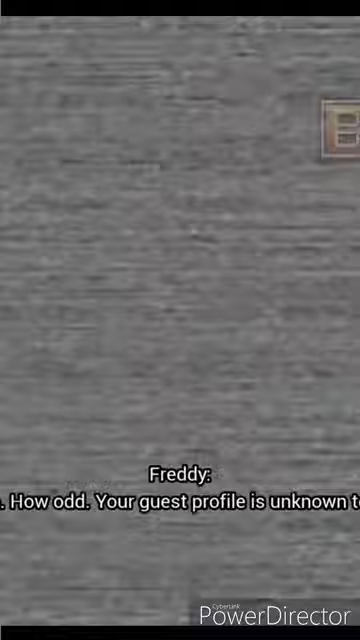 Freddy:
. How odd. Your guest profile is unknown t
CyberLink
PowerDirector